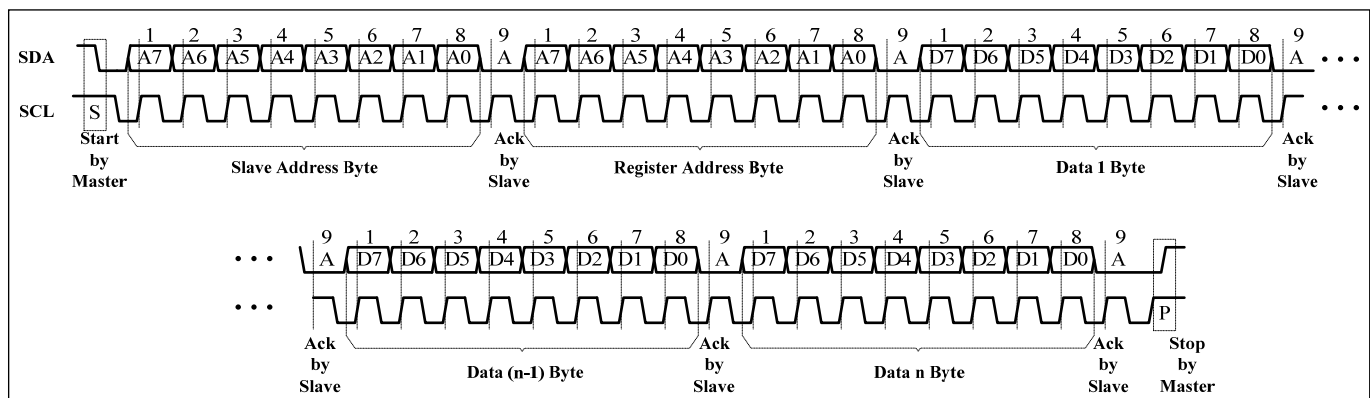 1 2 3 4 5 6 7 8 9 1 2 3 4 5 6 7 8 9 1 2 3 4 5 6 7 8 9
SDA A7 A6 A5 A4 A3 A2 A1 A0 A A7 A6 A5 A4 A3 A2 A1 A0 A D7 D6 D5 D4 D3 D2 D1 D0 A • • •
SCL S • • •
Start by Master
Slave Address Byte
Ack by Slave
Register Address Byte
Ack by Slave
Data 1 Byte
Ack by Slave
9 1 2 3 4 5 6 7 8 9 1 2 3 4 5 6 7 8 9
• • • A D7 D6 D5 D4 D3 D2 D1 D0 A D7 D6 D5 D4 D3 D2 D1 D0 A
• • • P
Ack by Slave
Data (n-1) Byte
Ack by Slave
Data n Byte
Ack by Slave
Stop by Master